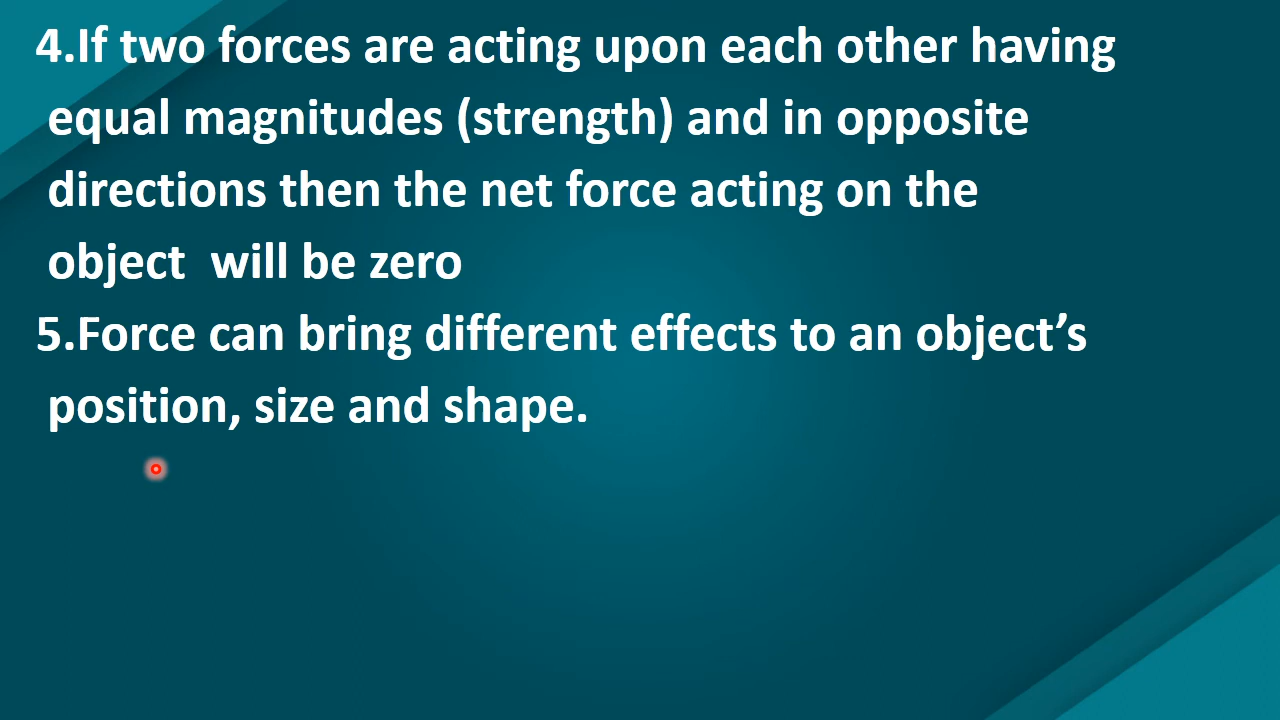 4.If two forces are acting upon each other having
equal magnitudes (strength) and in opposite
directions then the net force acting on the
object  will be zero
5.Force can bring different effects to an object’s
position, size and shape.